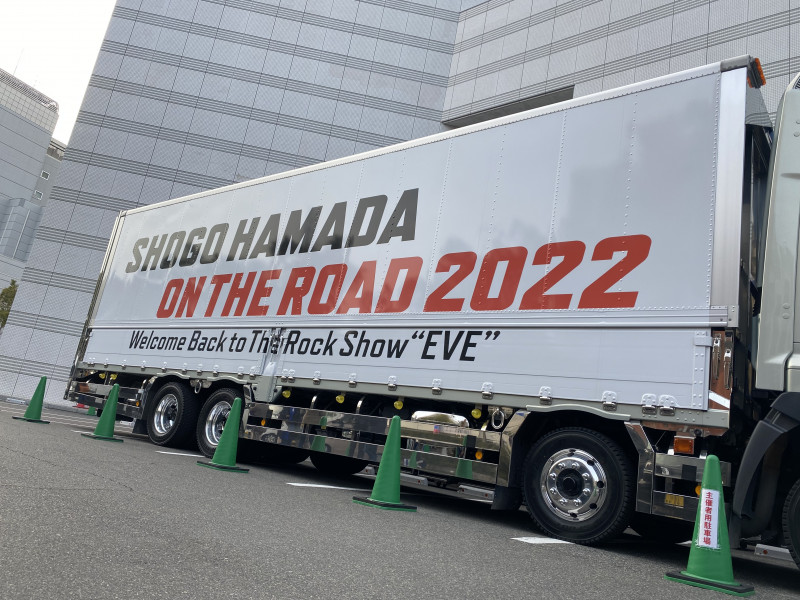 SHOGO HAMADA
ON THE ROAD 2022
Welcome Back to The Rock Show “EVE”
主催者用駐車場